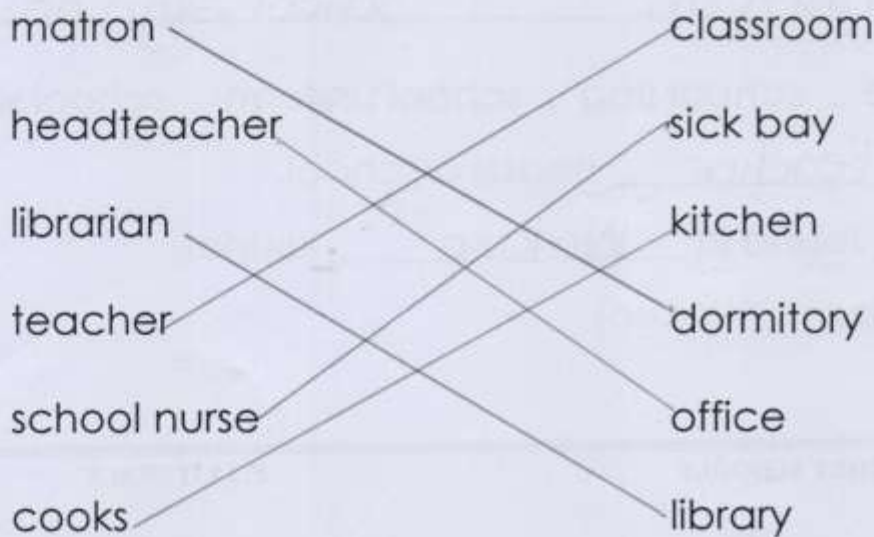 matron classroom
headteacher sick bay
librarian kitchen
teacher dormitory
school nurse office
cooks library